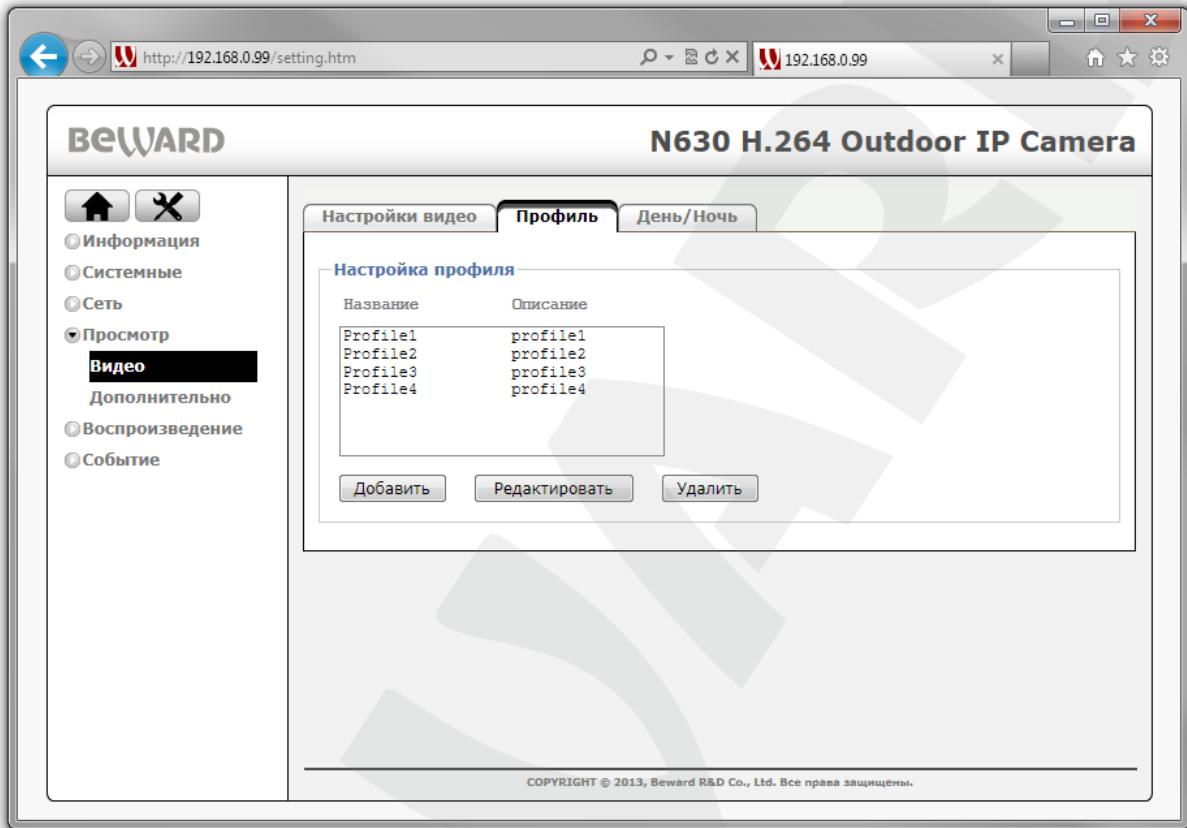 http://192.168.0.99/setting.htm
192.168.0.99
BEWARD
N630 H.264 Outdoor IP Camera
Информация
Системные
Сеть
Просмотр
Видео
Дополнительно
Воспроизведение
Событие
Настройки видео Профиль День/Ночь
Настройка профиля
Название Описание
Profile1 profile1
Profile2 profile2
Profile3 profile3
Profile4 profile4
Добавить Редактировать Удалить
COPYRIGHT © 2013, Beward R&D Co., Ltd. Все права защищены.